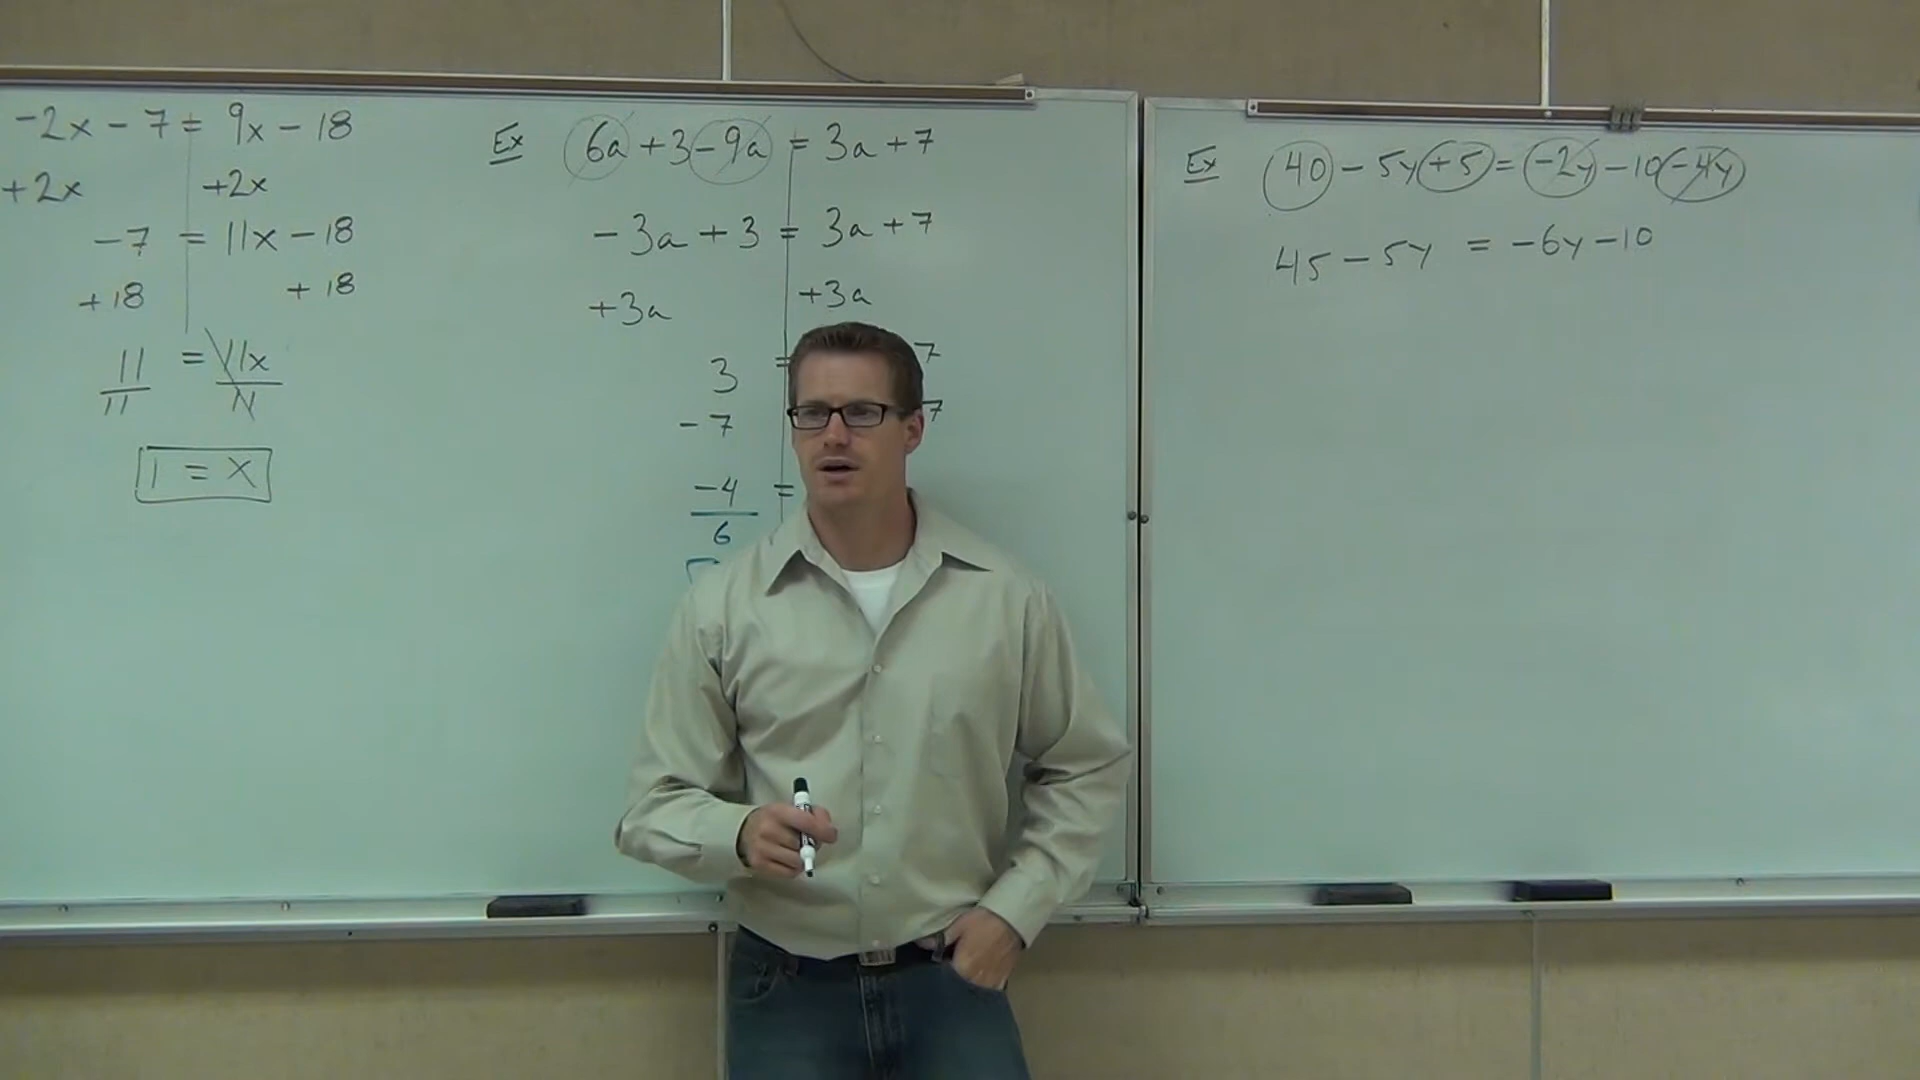 -2x - 7 = 9x - 18
+2x +2x
-7 = 11x - 18
+18 + 18
11 = 11x
11 11
1 = x
Ex 6a + 3 - 9a = 3a + 7
-3a + 3 = 3a + 7
+3a +3a
3 = 7
-7 7
-4 =
6
Ex 40 - 5y + 5 = -2y - 10 - 4y
45 - 5y = -6y - 10